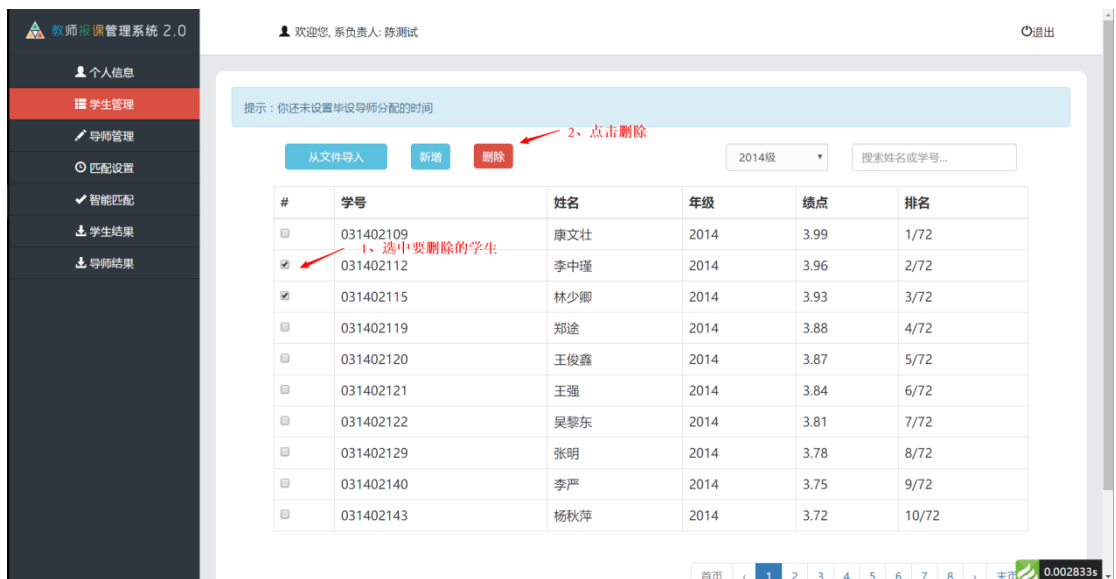 教师报课管理系统 2.0
欢迎您, 系负责人: 陈测试
退出
个人信息
学生管理
导师管理
匹配设置
智能匹配
学生结果
导师结果
提示：你还未设置毕设导师分配的时间
2、点击删除
从文件导入 新增 删除 2014级 搜索姓名或学号...
# 学号 姓名 年级 绩点 排名
031402109 康文壮 2014 3.99 1/72
1、选中要删除的学生
031402112 李中瑾 2014 3.96 2/72
031402115 林少卿 2014 3.93 3/72
031402119 郑途 2014 3.88 4/72
031402120 王俊鑫 2014 3.87 5/72
031402121 王强 2014 3.84 6/72
031402122 吴黎东 2014 3.81 7/72
031402129 张明 2014 3.78 8/72
031402140 李严 2014 3.75 9/72
031402143 杨秋萍 2014 3.72 10/72
首页 ‹ 1 2 3 4 5 6 7 8 › 末页
0.002833s